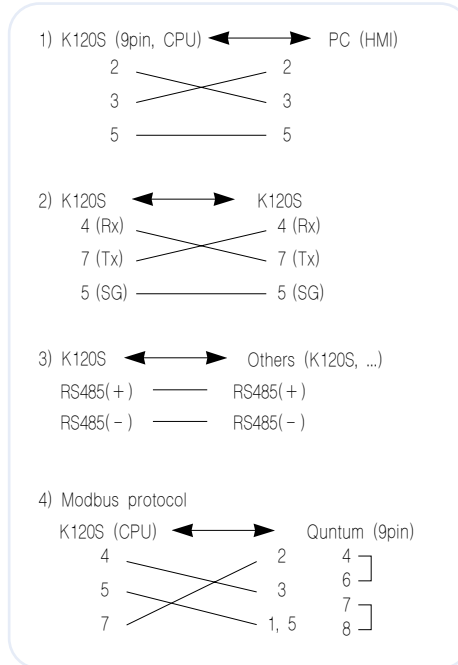 1) K120S (9pin, CPU) PC (HMI)
2 2
3 3
5 5
2) K120S K120S
4 (Rx) 4 (Rx)
7 (Tx) 7 (Tx)
5 (SG) 5 (SG)
3) K120S Others (K120S, ...)
RS485(+) RS485(+)
RS485(-) RS485(-)
4) Modbus protocol
K120S (CPU) Quntum (9pin)
4 2 4
6
5 3
7
7 1, 5 8